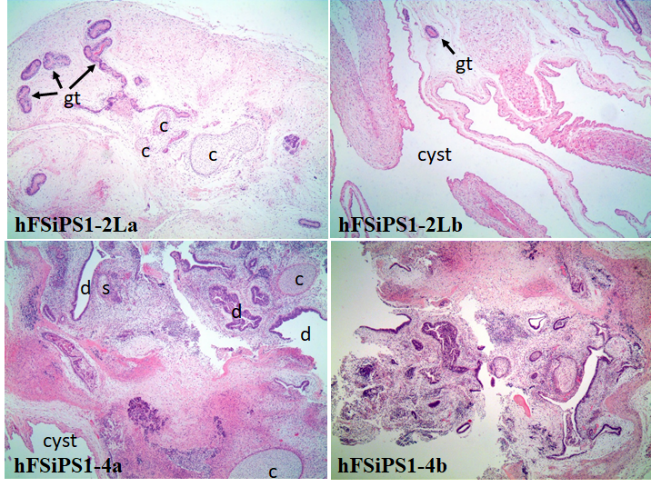 gt
c
c
c
hFSiPS1-2La
gt
cyst
hFSiPS1-2Lb
d
s
c
d
d
cyst
c
hFSiPS1-4a
hFSiPS1-4b